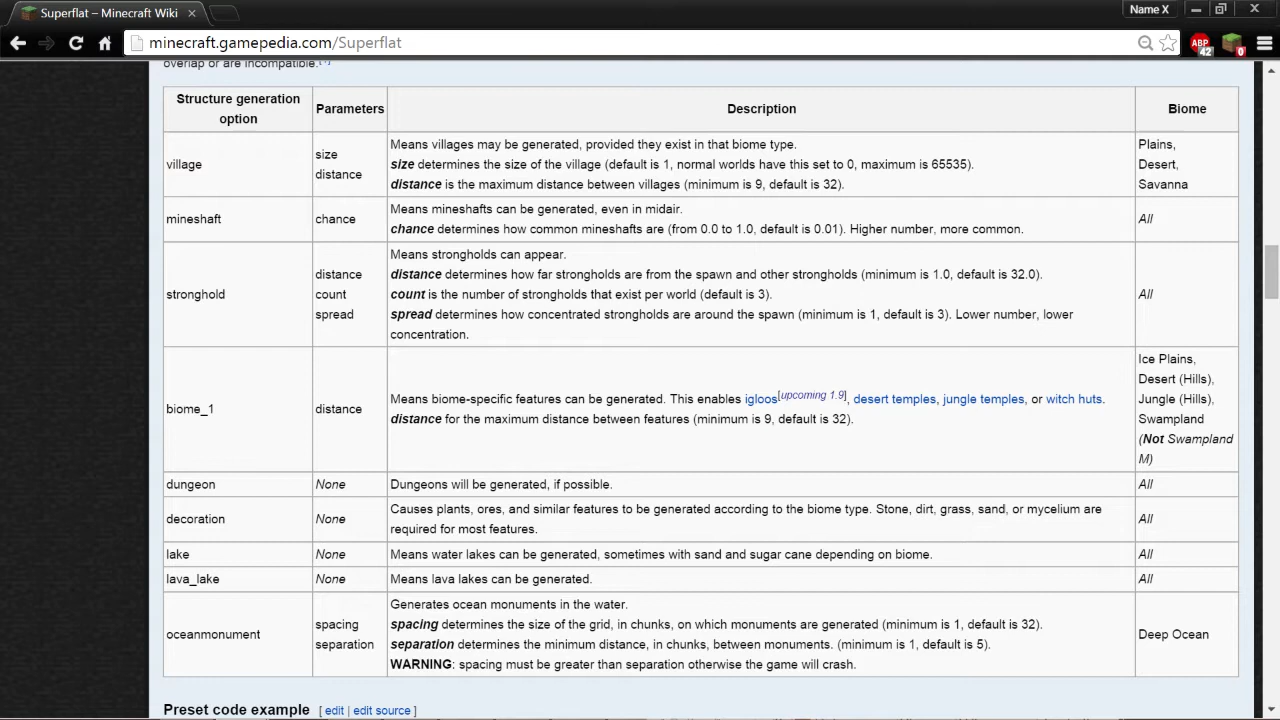 Superflat – Minecraft Wiki
Name X
minecraft.gamepedia.com/Superflat
ABP
42
0
overlap or are incompatible.
Structure generation
option
Parameters
Description
Biome
village
size
distance
Means villages may be generated, provided they exist in that biome type.
size determines the size of the village (default is 1, normal worlds have this set to 0, maximum is 65535).
distance is the maximum distance between villages (minimum is 9, default is 32).
Plains,
Desert,
Savanna
mineshaft
chance
Means mineshafts can be generated, even in midair.
chance determines how common mineshafts are (from 0.0 to 1.0, default is 0.01). Higher number, more common.
All
stronghold
distance
count
spread
Means strongholds can appear.
distance determines how far strongholds are from the spawn and other strongholds (minimum is 1.0, default is 32.0).
count is the number of strongholds that exist per world (default is 3).
spread determines how concentrated strongholds are around the spawn (minimum is 1, default is 3). Lower number, lower
concentration.
All
biome_1
distance
Means biome-specific features can be generated. This enables igloos[upcoming 1.9], desert temples, jungle temples, or witch huts.
distance for the maximum distance between features (minimum is 9, default is 32).
Ice Plains,
Desert (Hills),
Jungle (Hills),
Swampland
(Not Swampland
M)
dungeon
None
Dungeons will be generated, if possible.
All
decoration
None
Causes plants, ores, and similar features to be generated according to the biome type. Stone, dirt, grass, sand, or mycelium are
required for most features.
All
lake
None
Means water lakes can be generated, sometimes with sand and sugar cane depending on biome.
All
lava_lake
None
Means lava lakes can be generated.
All
oceanmonument
spacing
separation
Generates ocean monuments in the water.
spacing determines the size of the grid, in chunks, on which monuments are generated (minimum is 1, default is 32).
separation determines the minimum distance, in chunks, between monuments. (minimum is 1, default is 5).
WARNING: spacing must be greater than separation otherwise the game will crash.
Deep Ocean
Preset code example [ edit | edit source ]